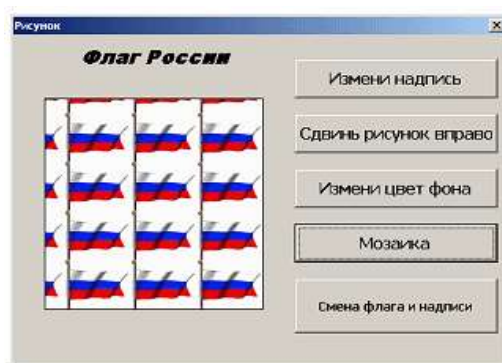 Рисунок
Флаг России
Измени надпись
Сдвинь рисунок вправо
Измени цвет фона
Мозаика
Смена флага и надписи